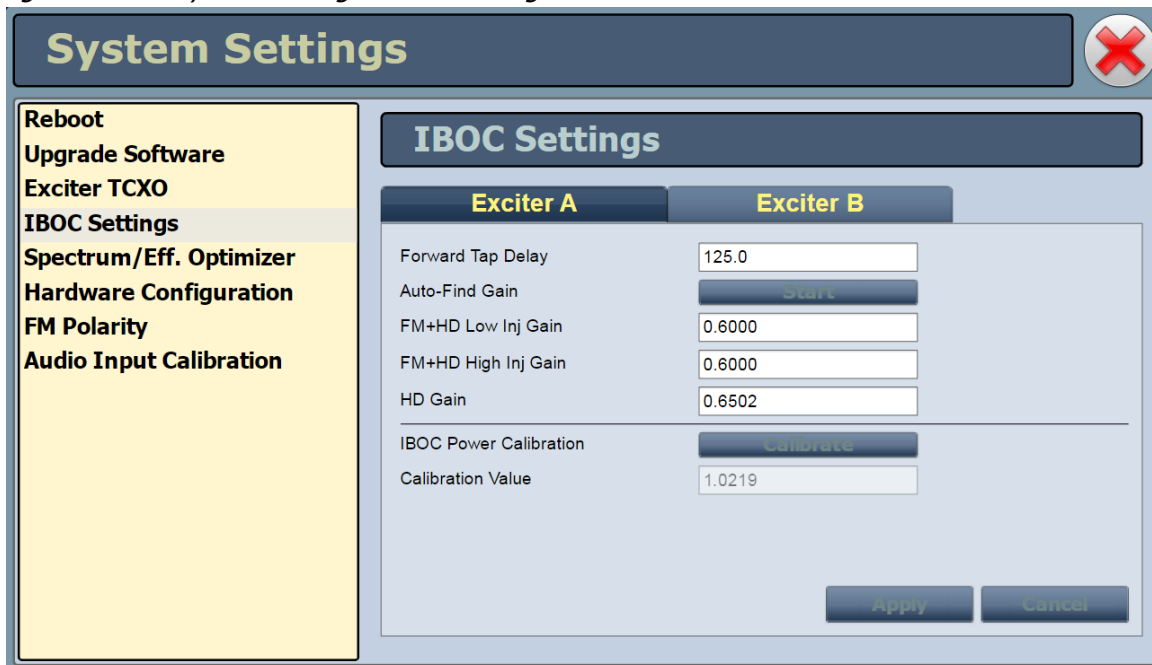 System Settings
Reboot
Upgrade Software
Exciter TCXO
IBOC Settings
Spectrum/Eff. Optimizer
Hardware Configuration
FM Polarity
Audio Input Calibration
IBOC Settings
Exciter A Exciter B
Forward Tap Delay 125.0
Auto-Find Gain Start
FM+HD Low Inj Gain 0.6000
FM+HD High Inj Gain 0.6000
HD Gain 0.6502
IBOC Power Calibration Calibrate
Calibration Value 1.0219
Apply Cancel